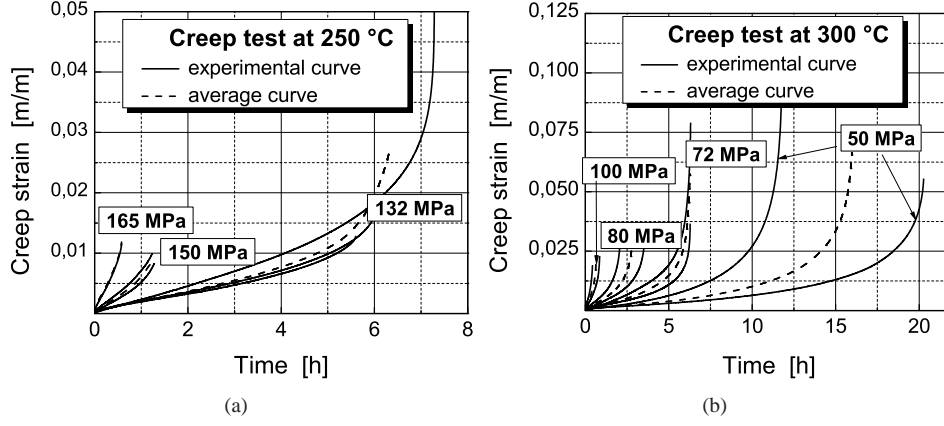 0,05
0,04
0,03
0,02
0,01
Creep strain [m/m]
Creep test at 250 °C
experimental curve
average curve
165 MPa
150 MPa
132 MPa
0 2 4 6 8
Time [h]
(a)
0,125
0,100
0,075
0,050
0,025
Creep strain [m/m]
Creep test at 300 °C
experimental curve
average curve
100 MPa
72 MPa
50 MPa
80 MPa
0 5 10 15 20
Time [h]
(b)